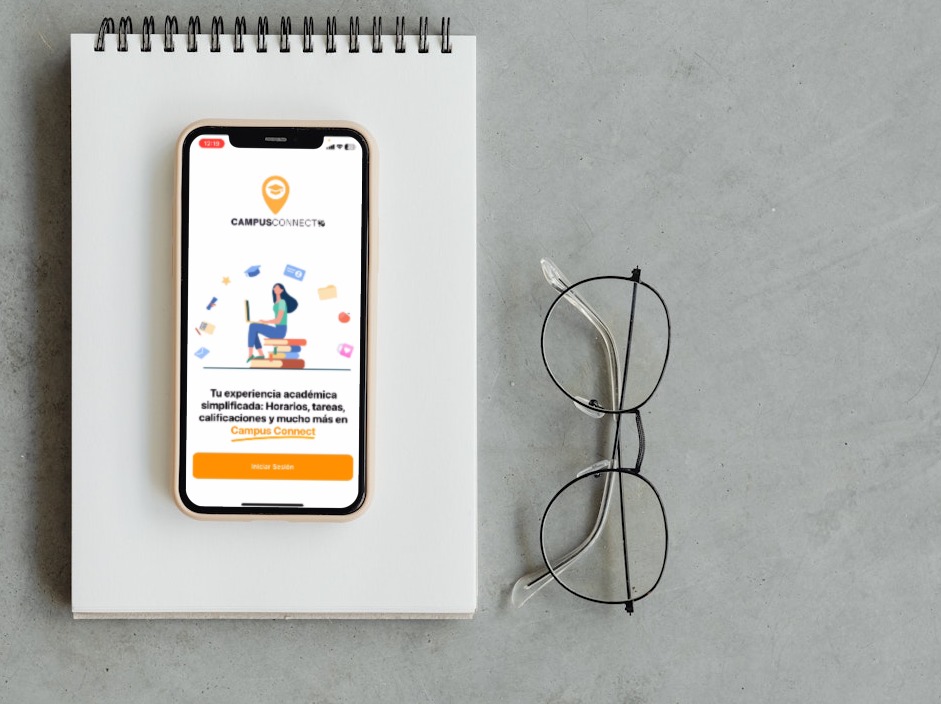 12:19
CAMPUSCONNECT
Tu experiencia académica
simplificada: Horarios, tareas,
calificaciones y mucho más en
Campus Connect
Iniciar Sesión